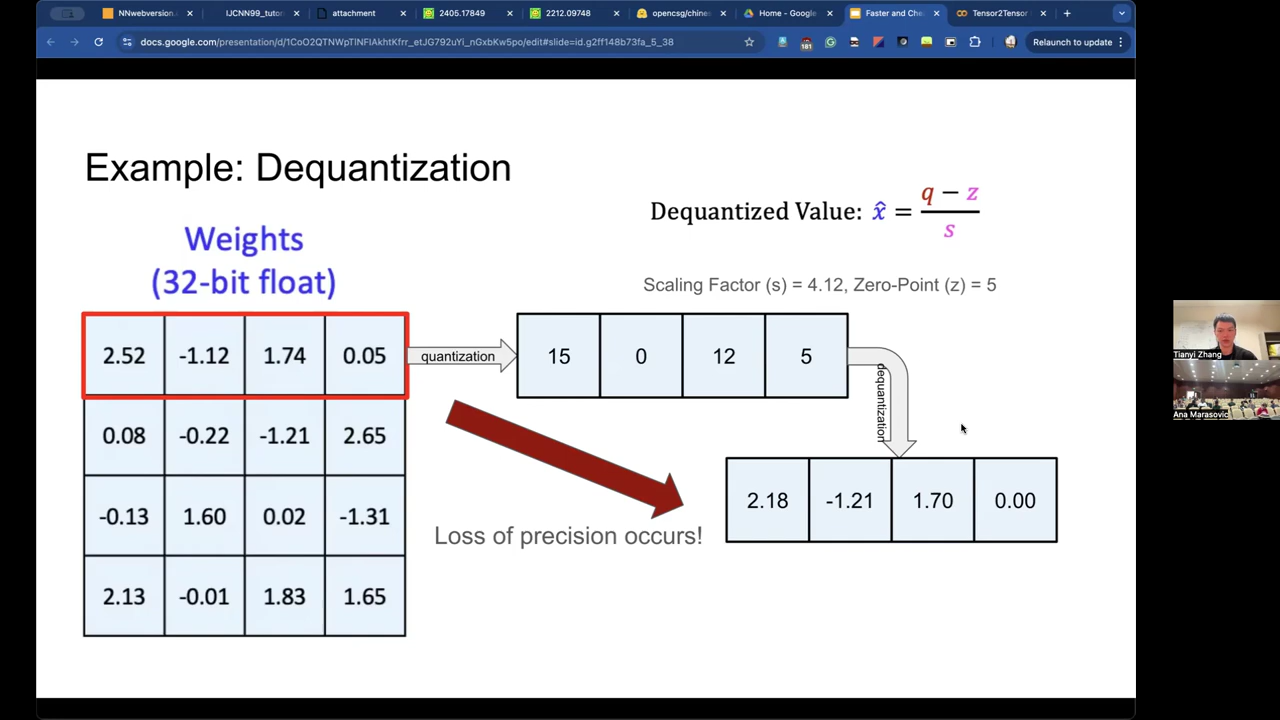 NNwebversion.
IJCNN99_tutor
attachment
2405.17849
2212.09748
opencsg/chine
Home - Google
Faster and Che
Tensor2Tensor
docs.google.com/presentation/d/1CoO2QTNWpTlNFIAkhtKfrr_etJG792uYi_nGxbKw5po/edit#slide=id.g2ff148b73fa_5_38
181
Relaunch to update
Example: Dequantization
Dequantized Value: x̂ = q − z / s
Weights
(32-bit float)
Scaling Factor (s) = 4.12, Zero-Point (z) = 5
2.52 -1.12 1.74 0.05
quantization
15 0 12 5
dequantization
0.08 -0.22 -1.21 2.65
2.18 -1.21 1.70 0.00
-0.13 1.60 0.02 -1.31
Loss of precision occurs!
2.13 -0.01 1.83 1.65
Tianyi Zhang
Ana Marasovic